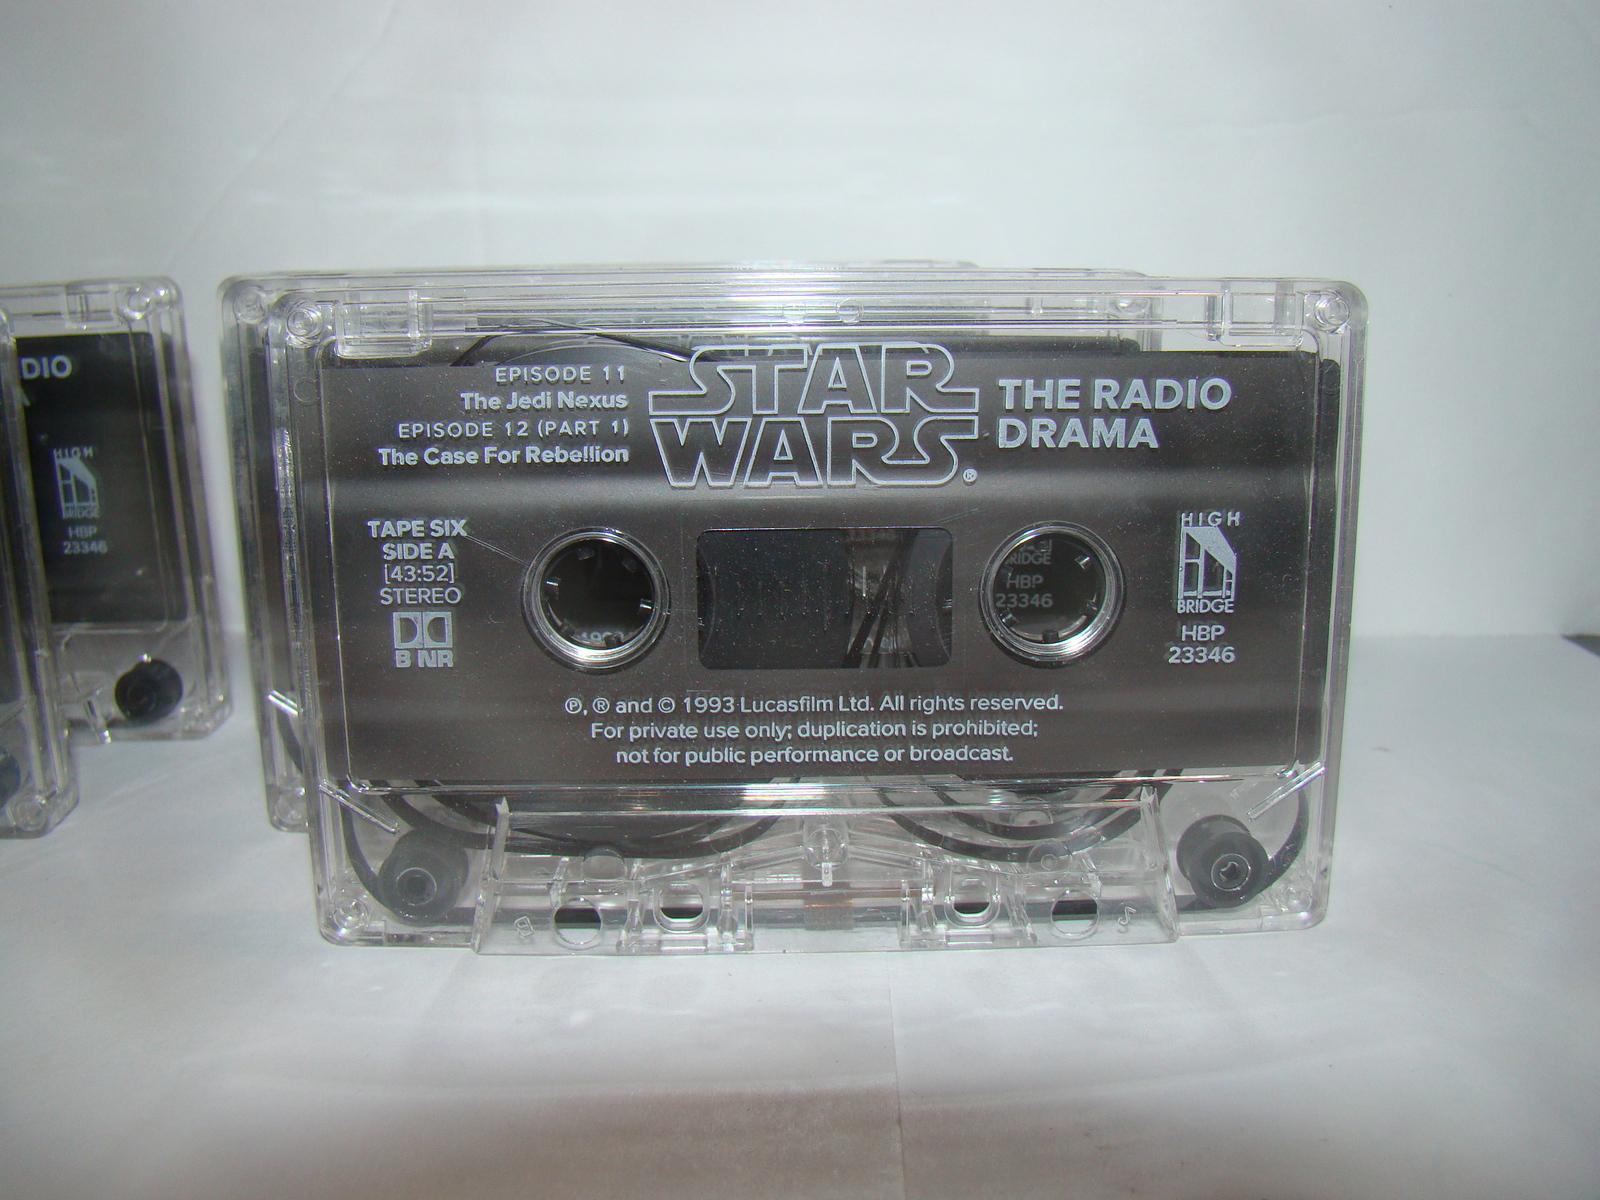 EPISODE 11
The Jedi Nexus
EPISODE 12 (PART 1)
The Case For Rebellion
STAR
WARS®
THE RADIO
DRAMA
TAPE SIX
SIDE A
[43:52]
STEREO
B NR
HIGH
BRIDGE
HBP
23346
BRIDGE
HBP
23346
℗, ® and © 1993 Lucasfilm Ltd. All rights reserved.
For private use only; duplication is prohibited;
not for public performance or broadcast.
DIO
HIGH
BRIDGE
HBP
23346